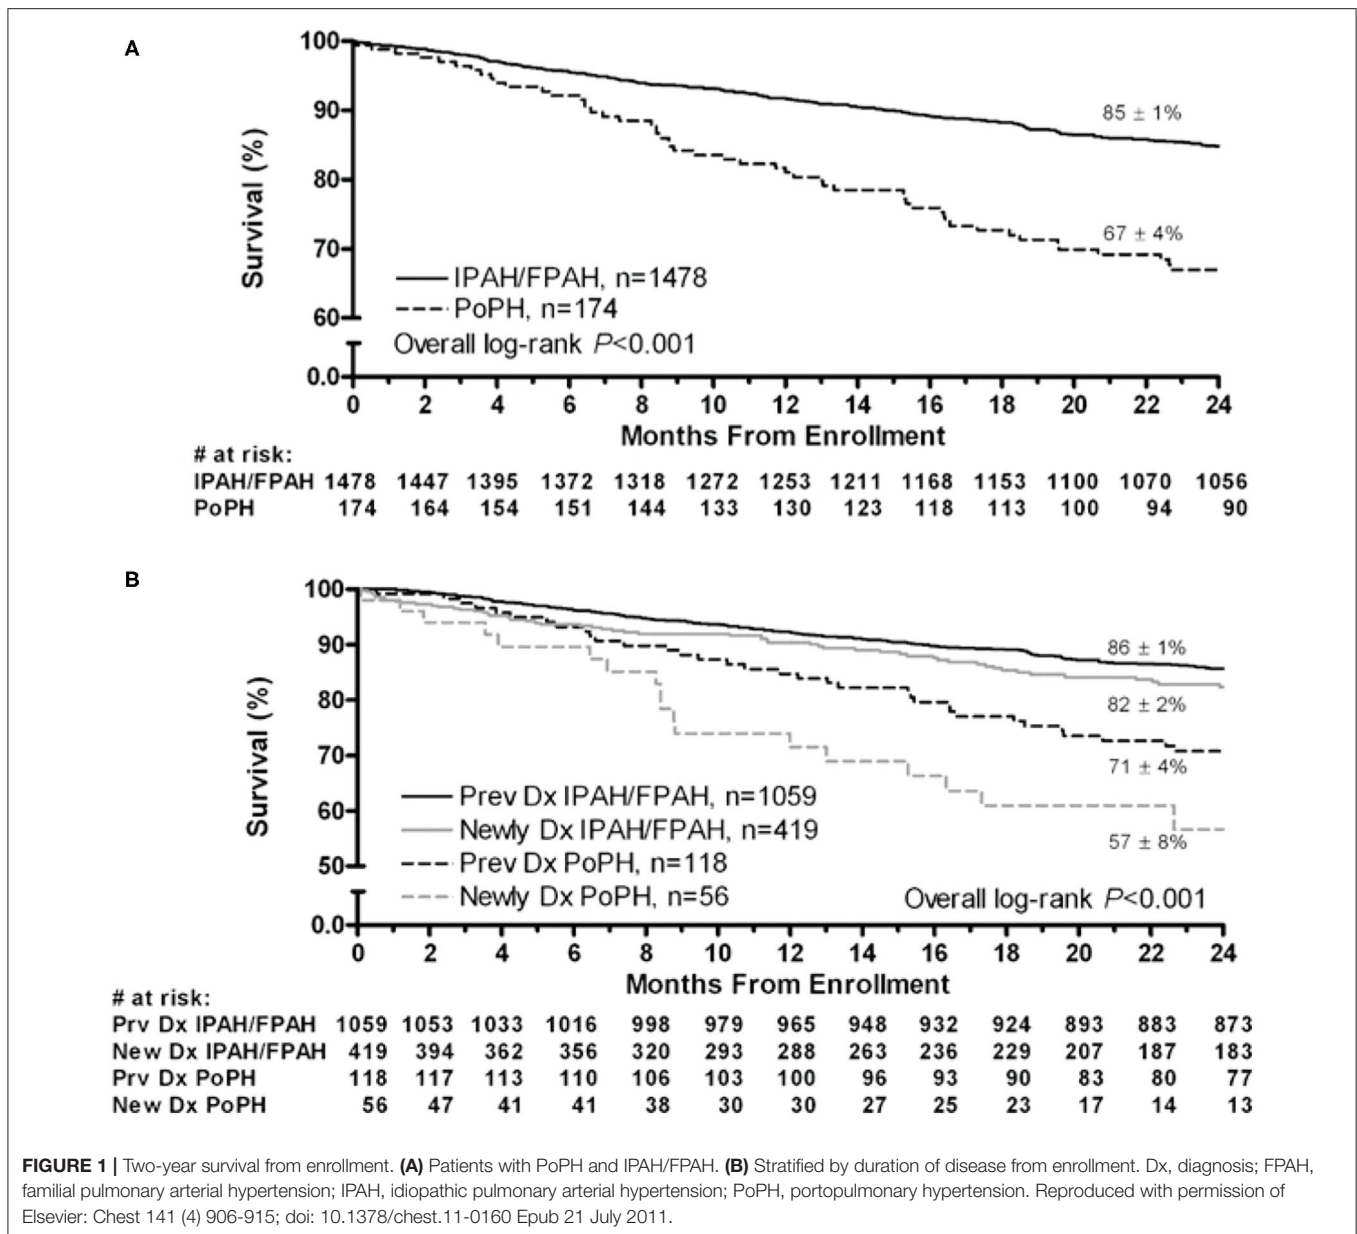 A
100
90
80
70
60
0.0
Survival (%)
85 ± 1%
67 ± 4%
IPAH/FPAH, n=1478
PoPH, n=174
Overall log-rank P<0.001
0 2 4 6 8 10 12 14 16 18 20 22 24
Months From Enrollment
# at risk:
IPAH/FPAH 1478 1447 1395 1372 1318 1272 1253 1211 1168 1153 1100 1070 1056
PoPH 174 164 154 151 144 133 130 123 118 113 100 94 90
B
100
90
80
70
60
50
0.0
Survival (%)
86 ± 1%
82 ± 2%
71 ± 4%
57 ± 8%
Prev Dx IPAH/FPAH, n=1059
Newly Dx IPAH/FPAH, n=419
Prev Dx PoPH, n=118
Newly Dx PoPH, n=56
Overall log-rank P<0.001
0 2 4 6 8 10 12 14 16 18 20 22 24
Months From Enrollment
# at risk:
Prv Dx IPAH/FPAH 1059 1053 1033 1016 998 979 965 948 932 924 893 883 873
New Dx IPAH/FPAH 419 394 362 356 320 293 288 263 236 229 207 187 183
Prv Dx PoPH 118 117 113 110 106 103 100 96 93 90 83 80 77
New Dx PoPH 56 47 41 41 38 30 30 27 25 23 17 14 13
FIGURE 1 | Two-year survival from enrollment. (A) Patients with PoPH and IPAH/FPAH. (B) Stratified by duration of disease from enrollment. Dx, diagnosis; FPAH,
familial pulmonary arterial hypertension; IPAH, idiopathic pulmonary arterial hypertension; PoPH, portopulmonary hypertension. Reproduced with permission of
Elsevier: Chest 141 (4) 906-915; doi: 10.1378/chest.11-0160 Epub 21 July 2011.